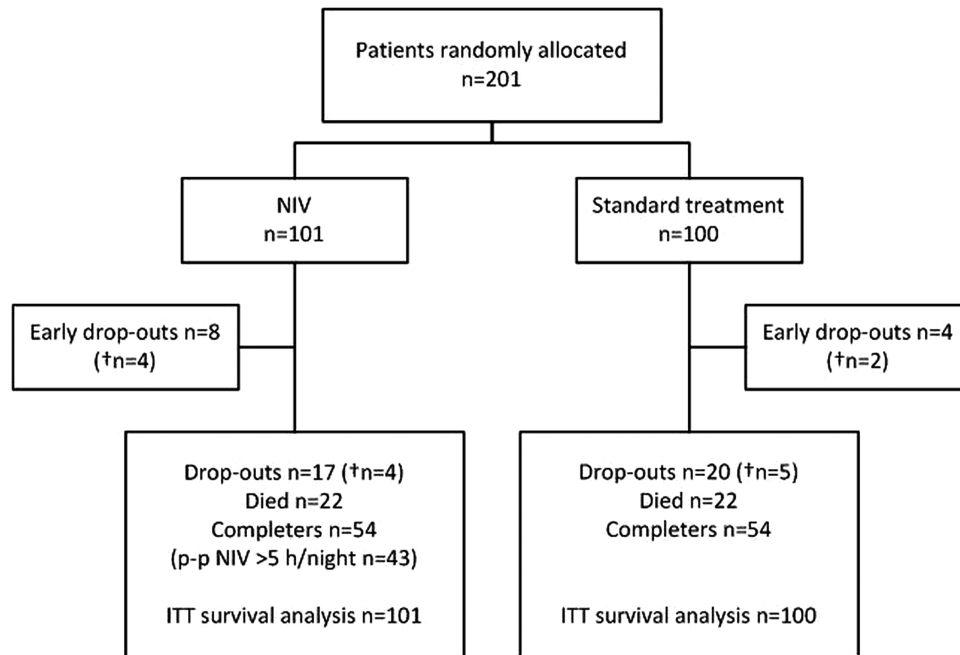 Patients randomly allocated
n=201
NIV
n=101
Standard treatment
n=100
Early drop-outs n=8
(†n=4)
Early drop-outs n=4
(†n=2)
Drop-outs n=17 (†n=4)
Died n=22
Completers n=54
(p-p NIV >5 h/night n=43)
ITT survival analysis n=101
Drop-outs n=20 (†n=5)
Died n=22
Completers n=54
ITT survival analysis n=100